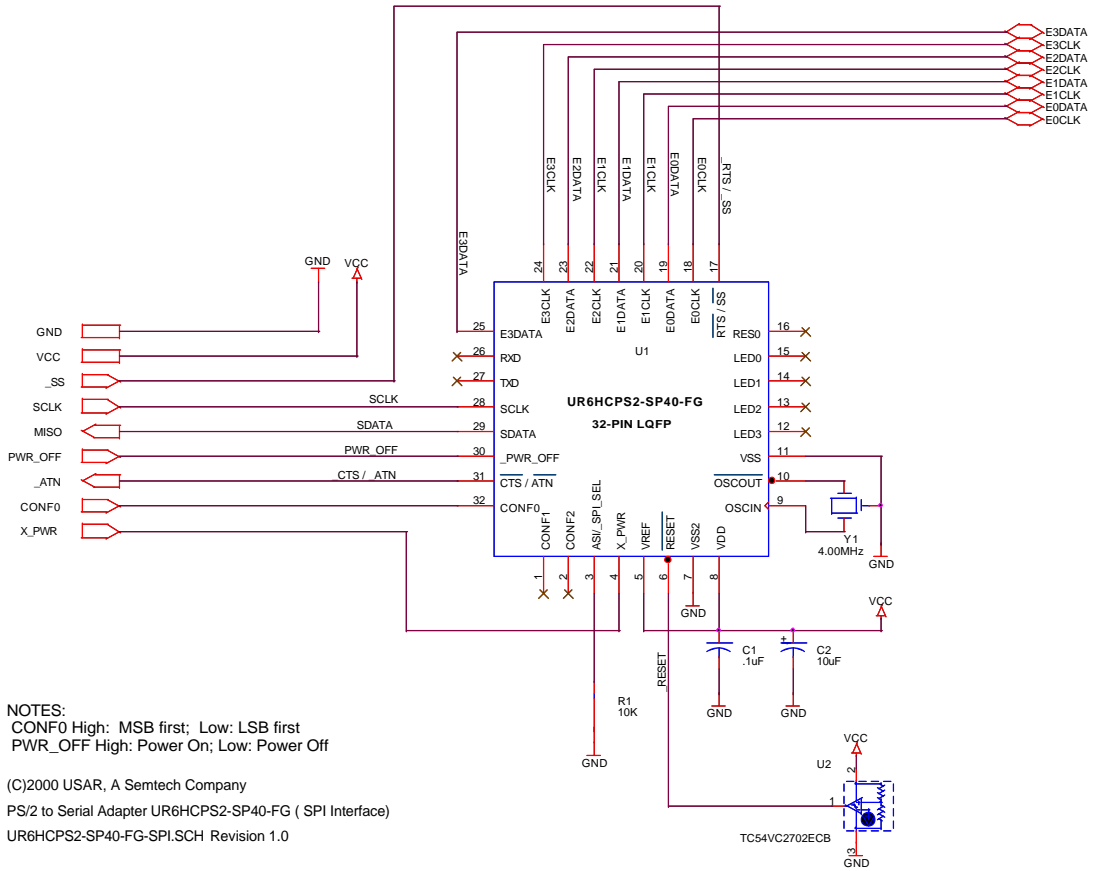 E3DATA
E3CLK
E2DATA
E2CLK
E1DATA
E1CLK
E0DATA
E0CLK
E3CLK
E2DATA
E1CLK
E1DATA
E1CLK
E0DATA
E0CLK
_RTS / _SS
E3DATA
24
23
22
21
20
19
18
17
E3CLK
E2DATA
E2CLK
E1DATA
E1CLK
E0DATA
E0CLK
RTS / SS
GND
VCC
GND
VCC
_SS
SCLK
MISO
PWR_OFF
_ATN
CONF0
X_PWR
SCLK
SDATA
PWR_OFF
_CTS / _ATN
25
26
27
28
29
30
31
32
E3DATA
RXD
TXD
SCLK
SDATA
_PWR_OFF
CTS / ATN
CONF0
U1
UR6HCPS2-SP40-FG
32-PIN LQFP
RES0
LED0
LED1
LED2
LED3
VSS
OSCOUT
OSCIN
16
15
14
13
12
11
10
9
Y1
4.00MHz
GND
CONF1
CONF2
ASI/_SPI_SEL
X_PWR
VREF
RESET
VSS2
VDD
1
2
3
4
5
6
7
8
GND
VCC
C1
.1uF
C2
10uF
GND
GND
_RESET
R1
10K
GND
VCC
U2
2
1
3
TC54VC2702ECB
GND
NOTES:
CONF0 High: MSB first; Low: LSB first
PWR_OFF High: Power On; Low: Power Off
(C)2000 USAR, A Semtech Company
PS/2 to Serial Adapter UR6HCPS2-SP40-FG ( SPI Interface)
UR6HCPS2-SP40-FG-SPI.SCH Revision 1.0